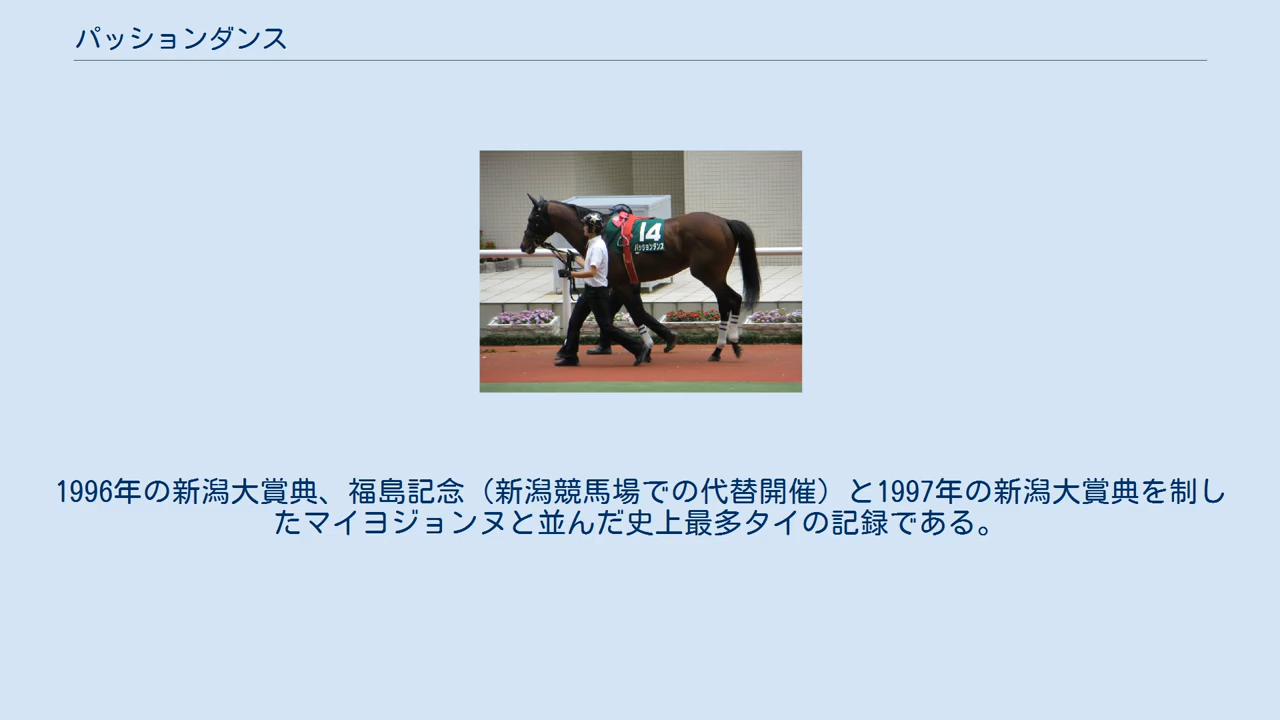 パッションダンス
14
パッションダンス
1996年の新潟大賞典、福島記念（新潟競馬場での代替開催）と1997年の新潟大賞典を制し
たマイヨジョンヌと並んだ史上最多タイの記録である。